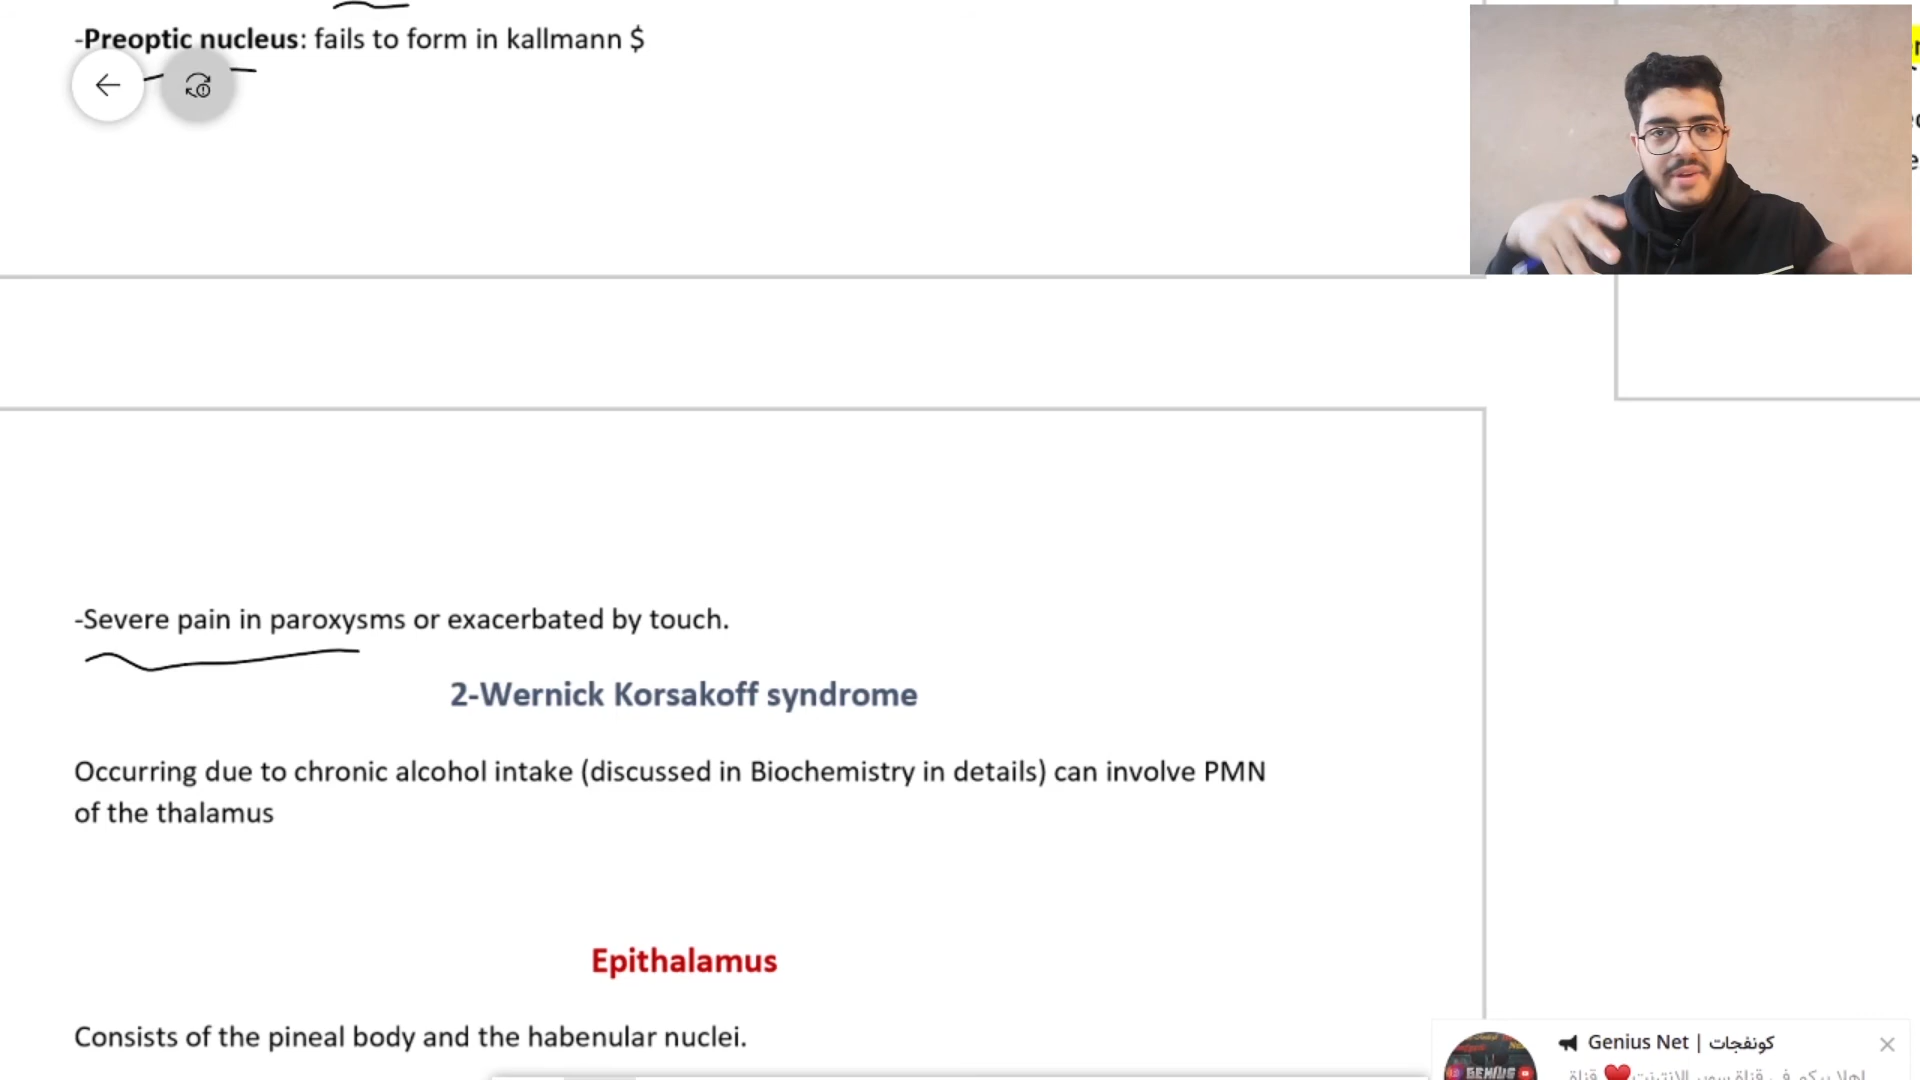 -Preoptic nucleus: fails to form in kallmann $
-Severe pain in paroxysms or exacerbated by touch.
2-Wernick Korsakoff syndrome
Occurring due to chronic alcohol intake (discussed in Biochemistry in details) can involve PMN
of the thalamus
Epithalamus
Consists of the pineal body and the habenular nuclei.
Genius Net | كونفجات
GENIUS